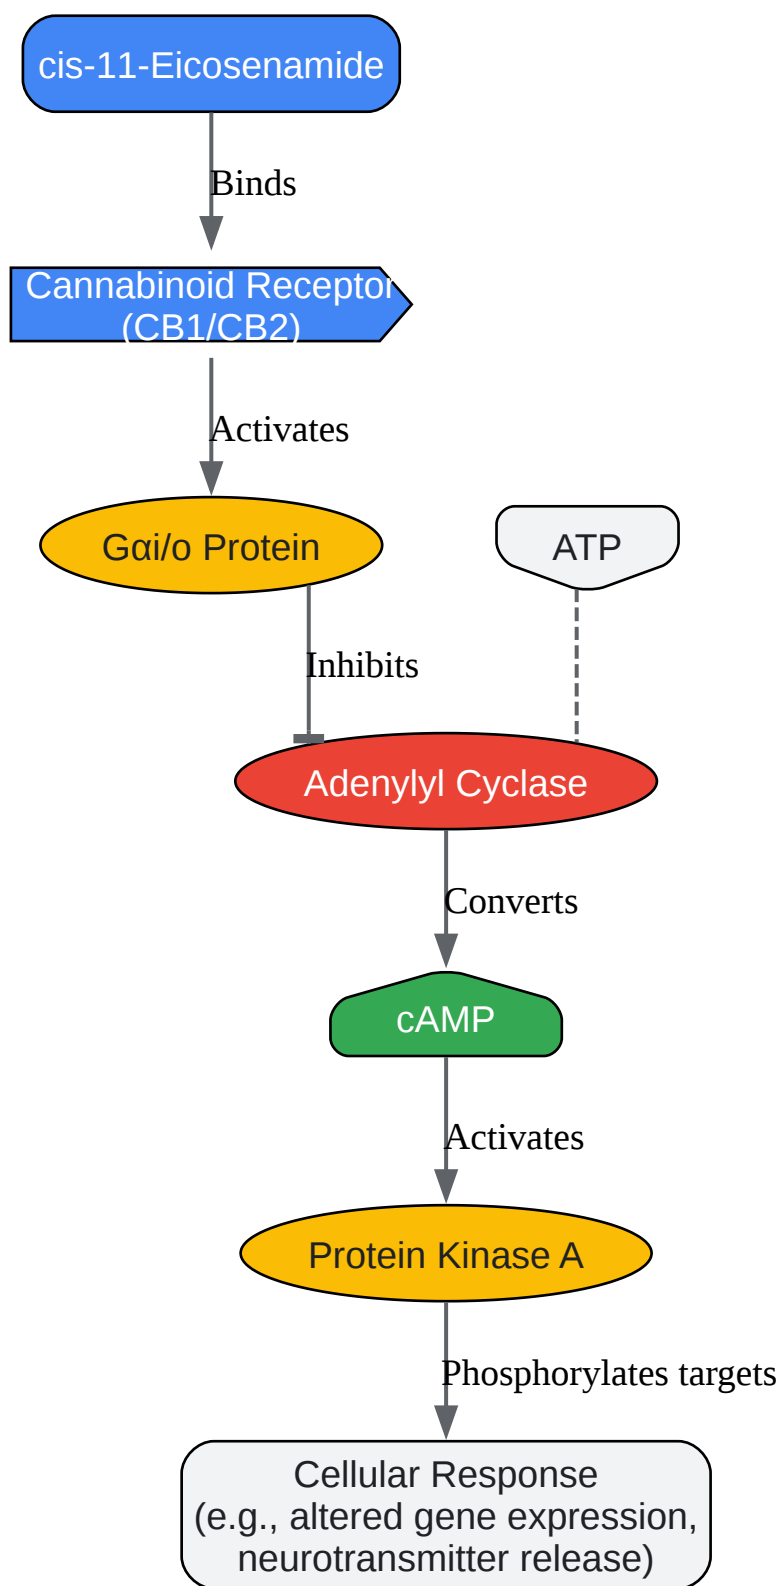 cis-11-Eicosenamide
Binds
Cannabinoid Receptor
(CB1/CB2)
Activates
Gαi/o Protein
ATP
Inhibits
Adenylyl Cyclase
Converts
cAMP
Activates
Protein Kinase A
Phosphorylates targets
Cellular Response
(e.g., altered gene expression,
neurotransmitter release)